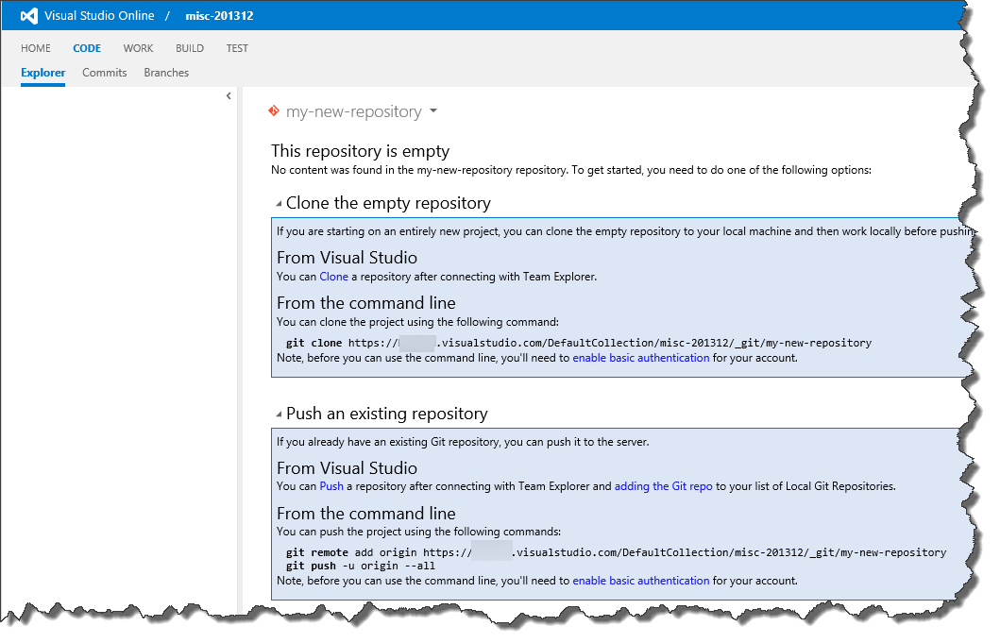 Visual Studio Online / misc-201312
HOME CODE WORK BUILD TEST
Explorer Commits Branches
my-new-repository
This repository is empty
No content was found in the my-new-repository repository. To get started, you need to do one of the following options:
Clone the empty repository
If you are starting on an entirely new project, you can clone the empty repository to your local machine and then work locally before pushin
From Visual Studio
You can Clone a repository after connecting with Team Explorer.
From the command line
You can clone the project using the following command:
git clone https:// .visualstudio.com/DefaultCollection/misc-201312/_git/my-new-repository
Note, before you can use the command line, you'll need to enable basic authentication for your account.
Push an existing repository
If you already have an existing Git repository, you can push it to the server.
From Visual Studio
You can Push a repository after connecting with Team Explorer and adding the Git repo to your list of Local Git Repositories.
From the command line
You can push the project using the following commands:
git remote add origin https:// .visualstudio.com/DefaultCollection/misc-201312/_git/my-new-repository
git push -u origin --all
Note, before you can use the command line, you'll need to enable basic authentication for your account.